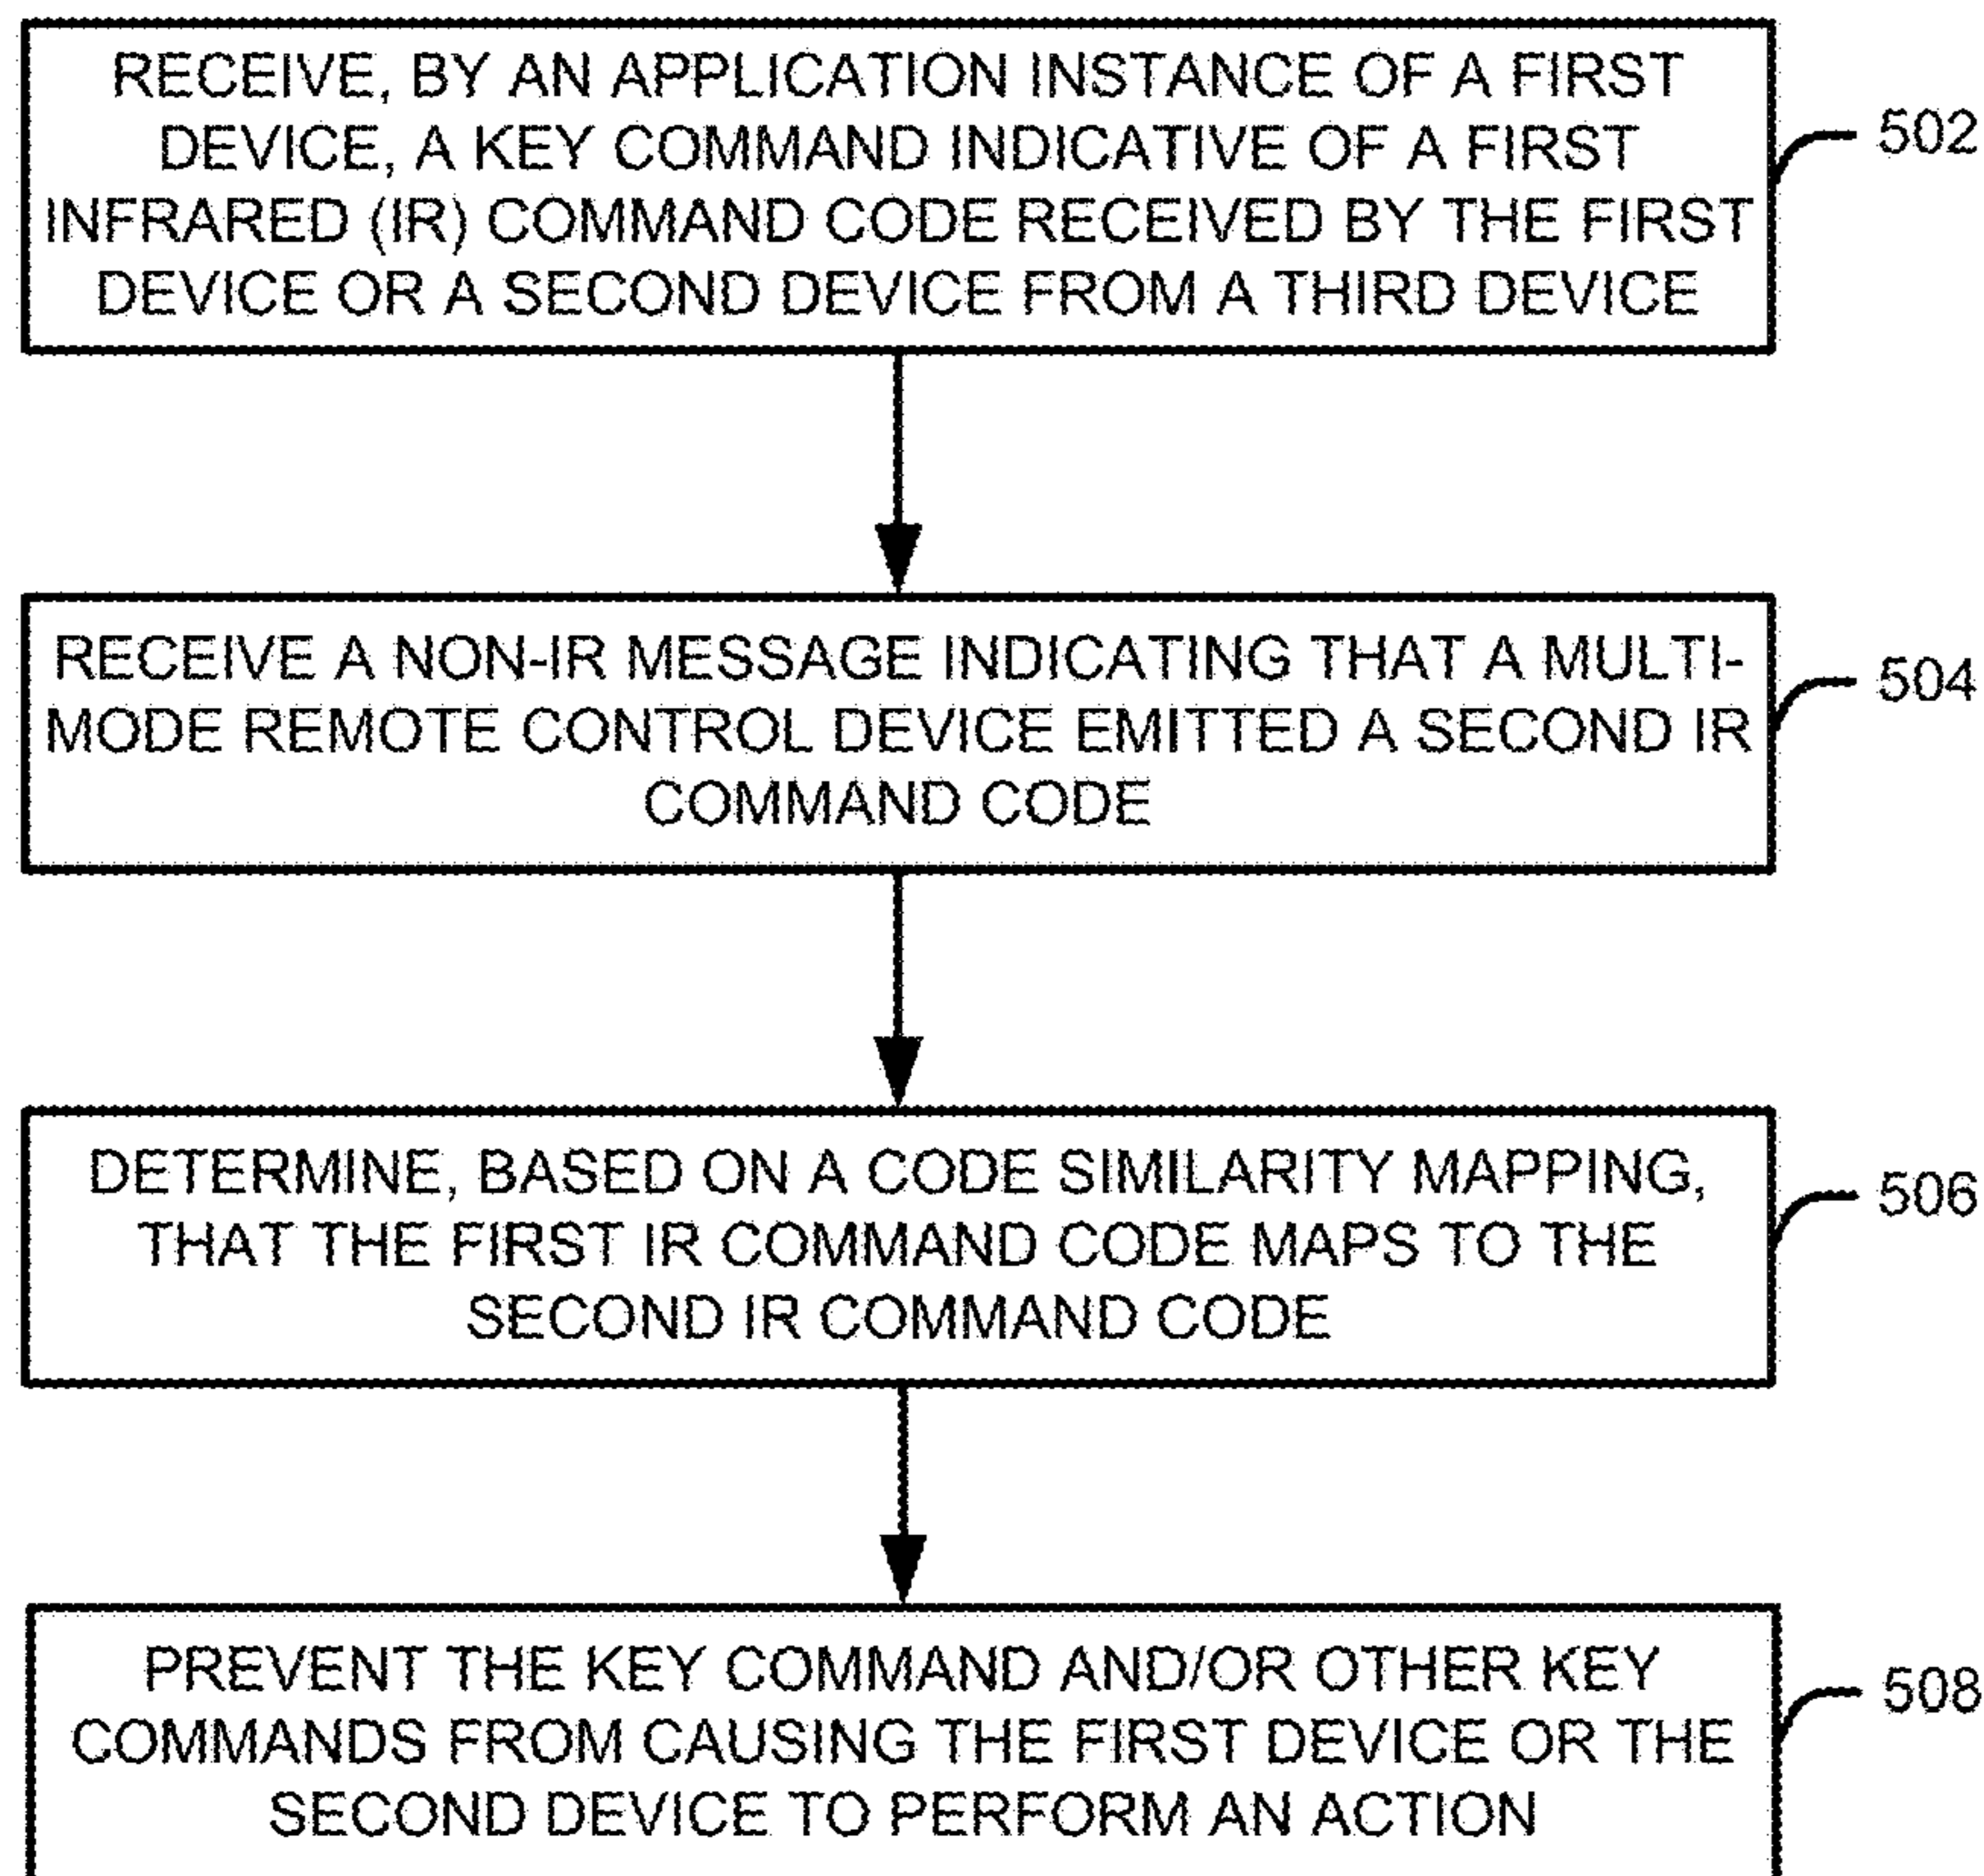 RECEIVE, BY AN APPLICATION INSTANCE OF A FIRST
DEVICE, A KEY COMMAND INDICATIVE OF A FIRST
INFRARED (IR) COMMAND CODE RECEIVED BY THE FIRST
DEVICE OR A SECOND DEVICE FROM A THIRD DEVICE
502
RECEIVE A NON-IR MESSAGE INDICATING THAT A MULTI-
MODE REMOTE CONTROL DEVICE EMITTED A SECOND IR
COMMAND CODE
504
DETERMINE, BASED ON A CODE SIMILARITY MAPPING,
THAT THE FIRST IR COMMAND CODE MAPS TO THE
SECOND IR COMMAND CODE
506
PREVENT THE KEY COMMAND AND/OR OTHER KEY
COMMANDS FROM CAUSING THE FIRST DEVICE OR THE
SECOND DEVICE TO PERFORM AN ACTION
508